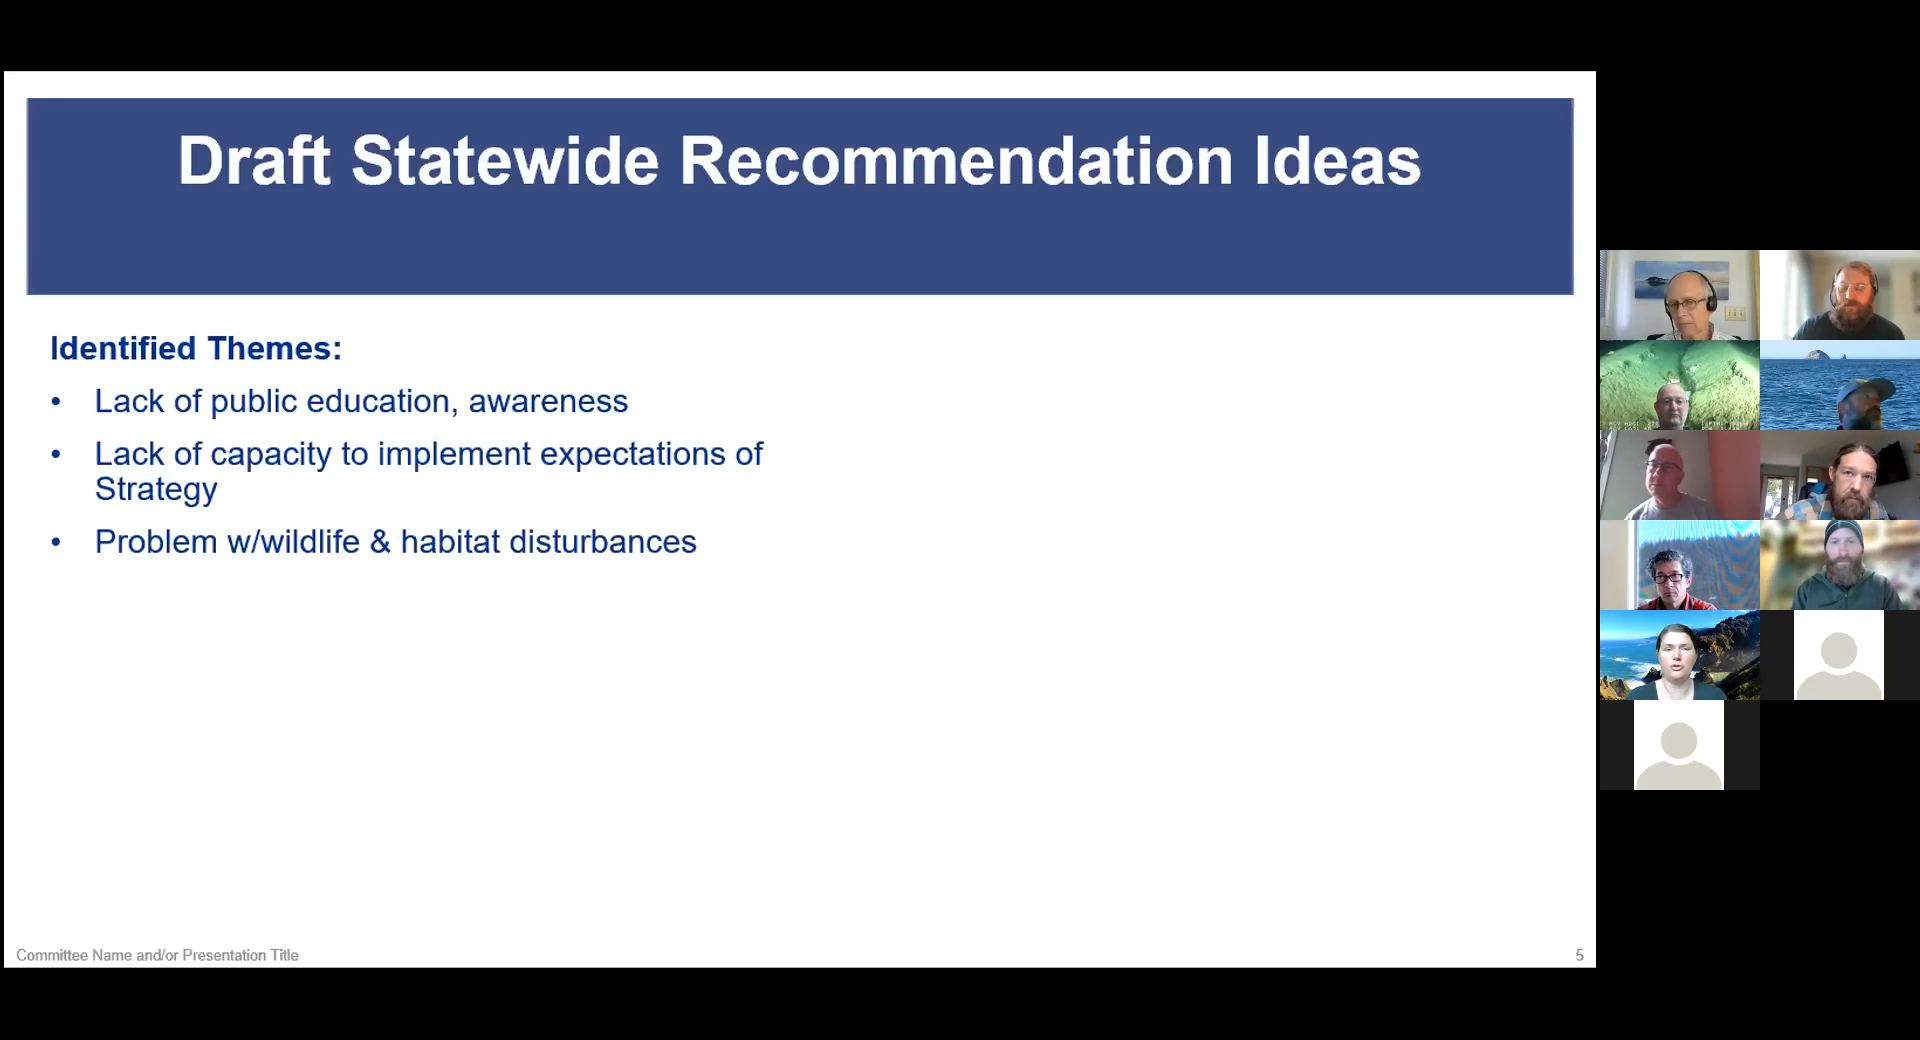 Draft Statewide Recommendation Ideas
Identified Themes:
• Lack of public education, awareness
• Lack of capacity to implement expectations of
Strategy
• Problem w/wildlife & habitat disturbances
Committee Name and/or Presentation Title
5